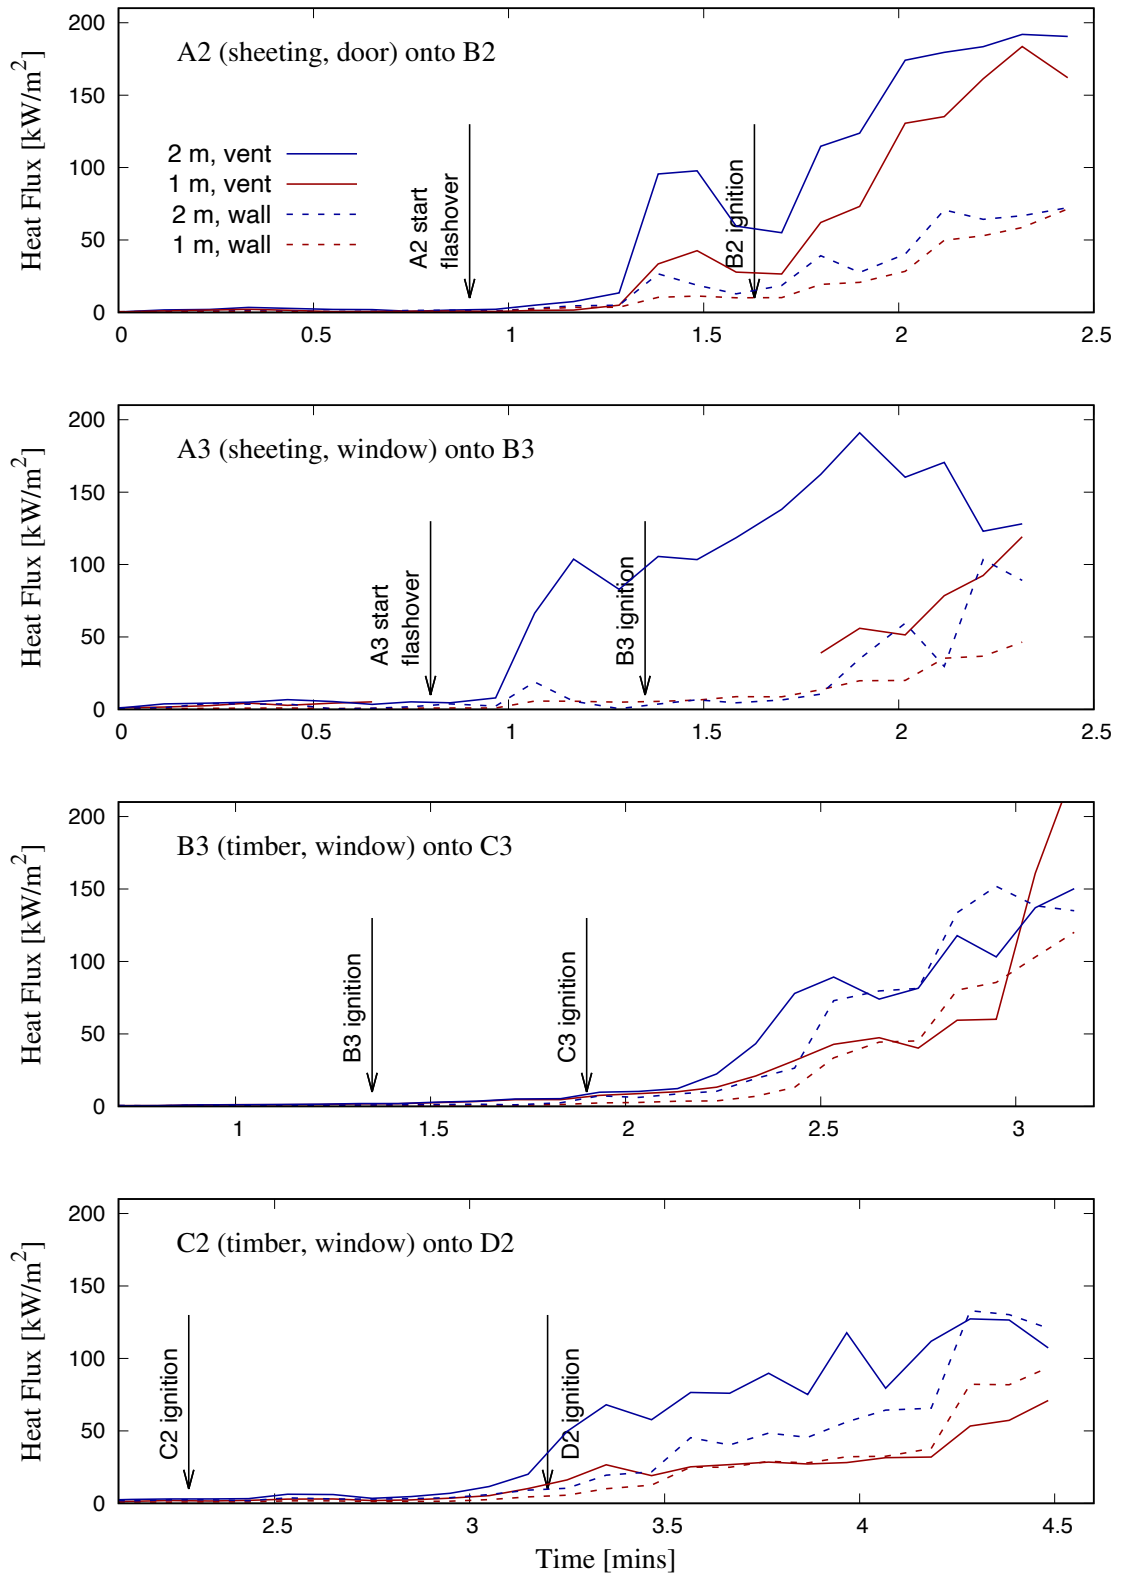 A2 (sheeting, door) onto B2
Heat Flux [kW/m2]
200
150
100
50
0
2 m, vent
1 m, vent
2 m, wall
1 m, wall
A2 start
flashover
B2 ignition
0 0.5 1 1.5 2 2.5
A3 (sheeting, window) onto B3
Heat Flux [kW/m2]
200
150
100
50
0
A3 start
flashover
B3 ignition
0 0.5 1 1.5 2 2.5
B3 (timber, window) onto C3
Heat Flux [kW/m2]
200
150
100
50
0
B3 ignition
C3 ignition
1 1.5 2 2.5 3
C2 (timber, window) onto D2
Heat Flux [kW/m2]
200
150
100
50
0
C2 ignition
D2 ignition
2.5 3 3.5 4 4.5
Time [mins]